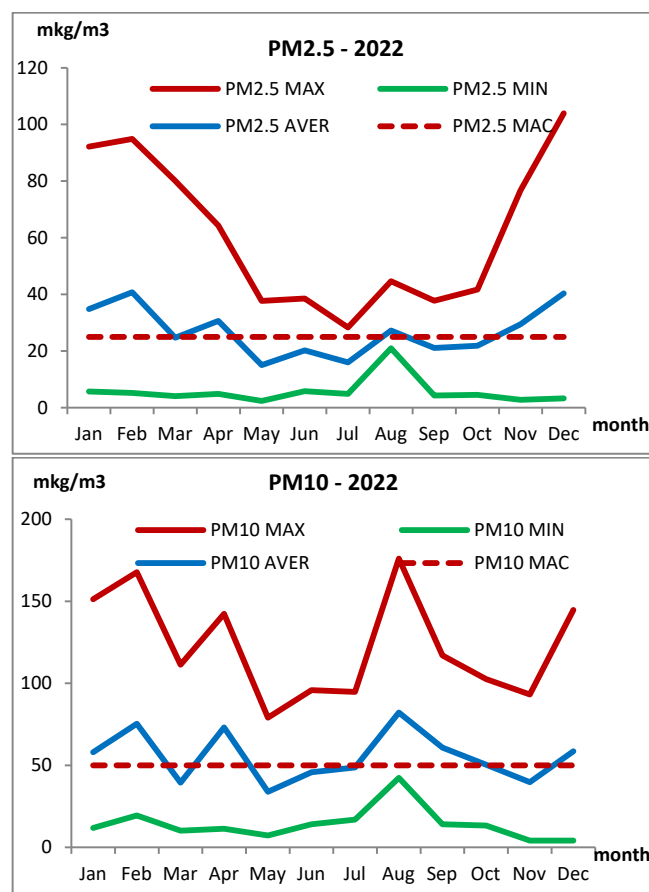 mkg/m3
PM2.5 - 2022
120
PM2.5 MAX PM2.5 MIN
100
PM2.5 AVER PM2.5 MAC
80
60
40
20
0
Jan Feb Mar Apr May Jun Jul Aug Sep Oct Nov Dec month
mkg/m3
PM10 - 2022
200
PM10 MAX PM10 MIN
PM10 AVER PM10 MAC
150
100
50
0
Jan Feb Mar Apr May Jun Jul Aug Sep Oct Nov Dec month